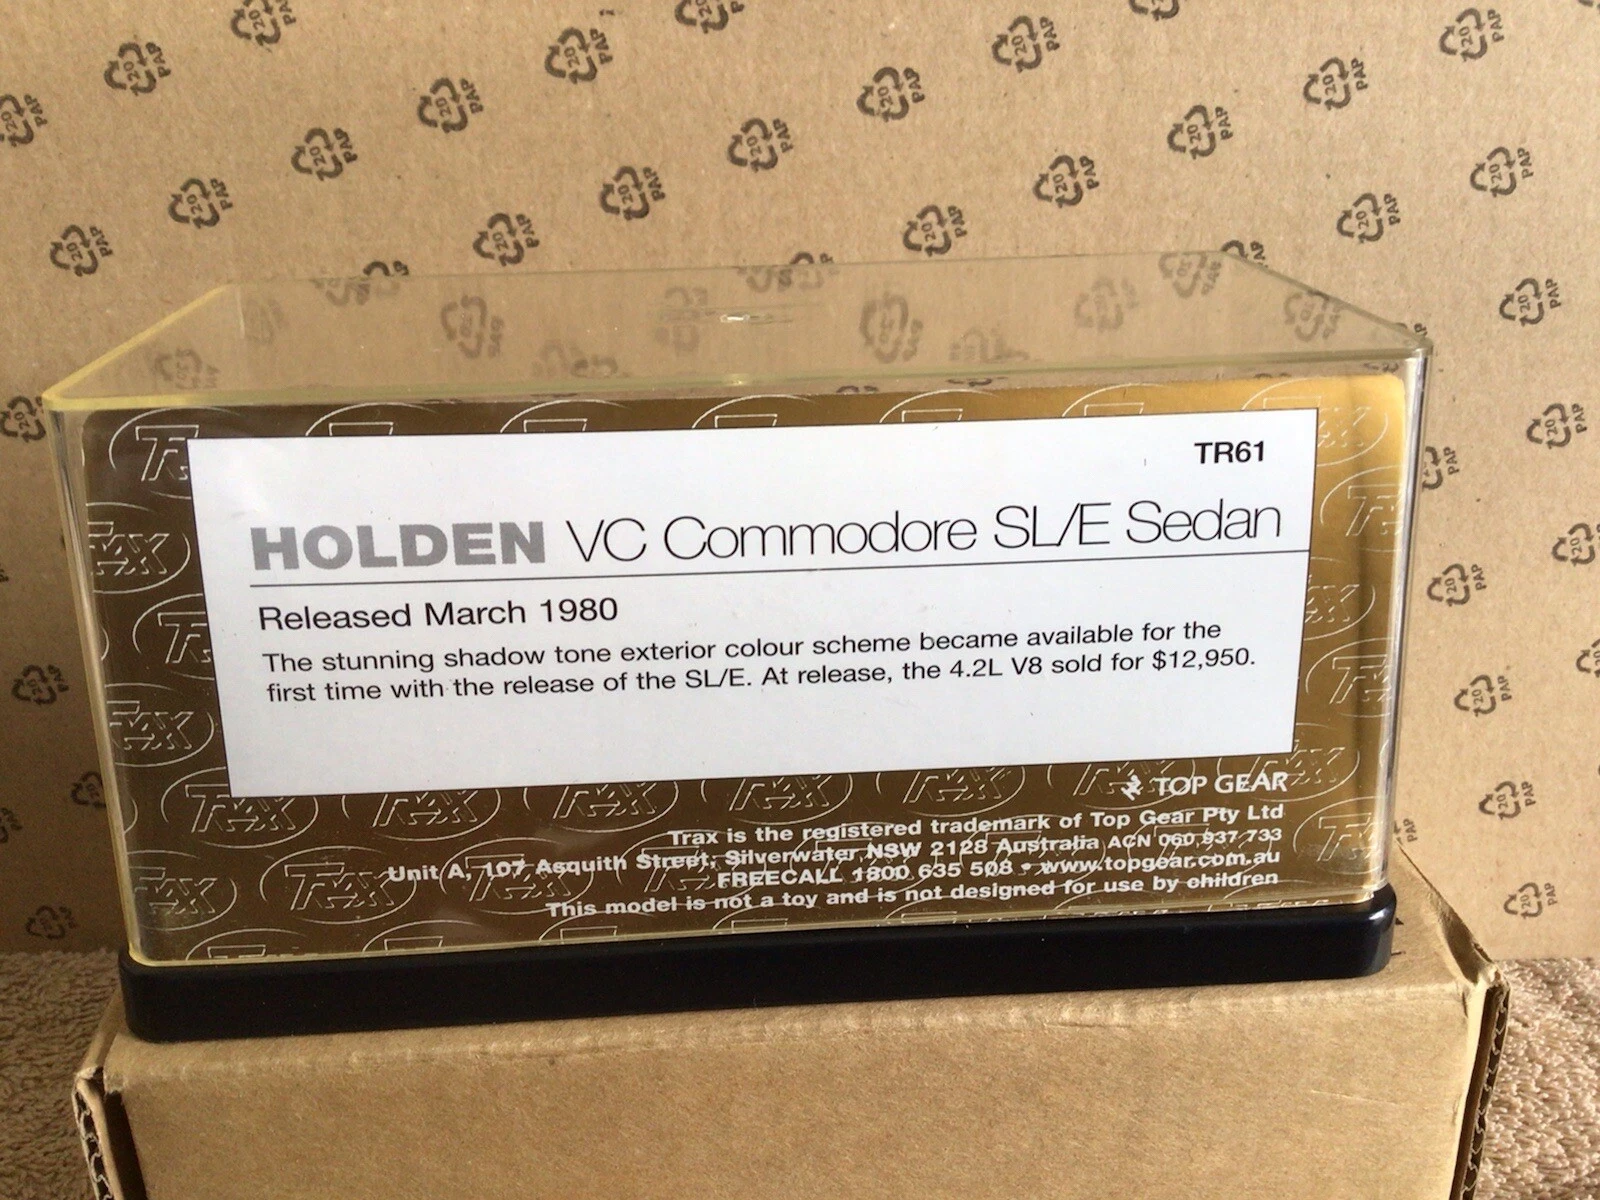 TR61
HOLDEN VC Commodore SL/E Sedan
Released March 1980
The stunning shadow tone exterior colour scheme became available for the
first time with the release of the SL/E. At release, the 4.2L V8 sold for $12,950.
TOP GEAR
Trax is the registered trademark of Top Gear Pty Ltd
Unit A, 107 Asquith Street, Silverwater NSW 2128 Australia ACN 060 937 733
FREECALL 1800 635 508 • www.topgear.com.au
This model is not a toy and is not designed for use by children
Trax
20
PAP